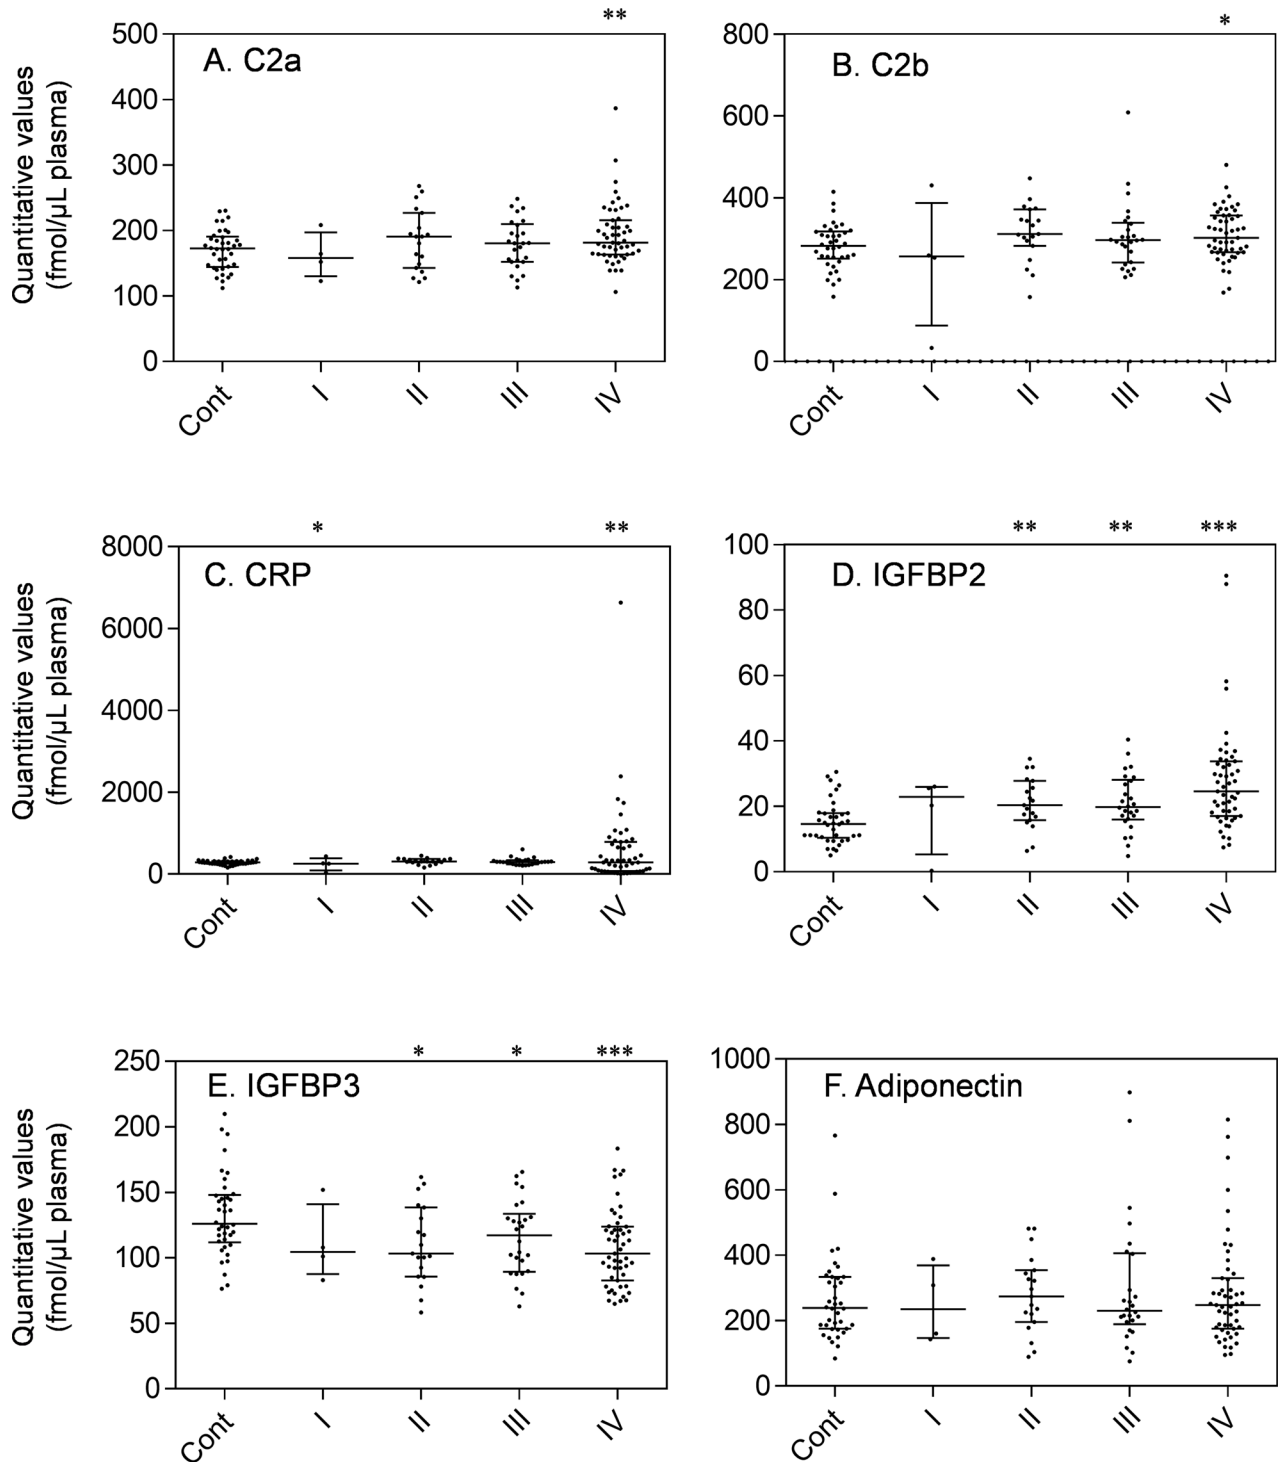 **
*
500
400
300
200
100
0
A. C2a
Quantitative values
(fmol/µL plasma)
Cont
I
II
III
IV
800
600
400
200
0
B. C2b
Cont
I
II
III
IV
*
**
8000
6000
4000
2000
0
C. CRP
Quantitative values
(fmol/µL plasma)
Cont
I
II
III
IV
**
**
***
100
80
60
40
20
0
D. IGFBP2
Cont
I
II
III
IV
*
*
***
250
200
150
100
50
0
E. IGFBP3
Quantitative values
(fmol/µL plasma)
Cont
I
II
III
IV
1000
800
600
400
200
0
F. Adiponectin
Cont
I
II
III
IV